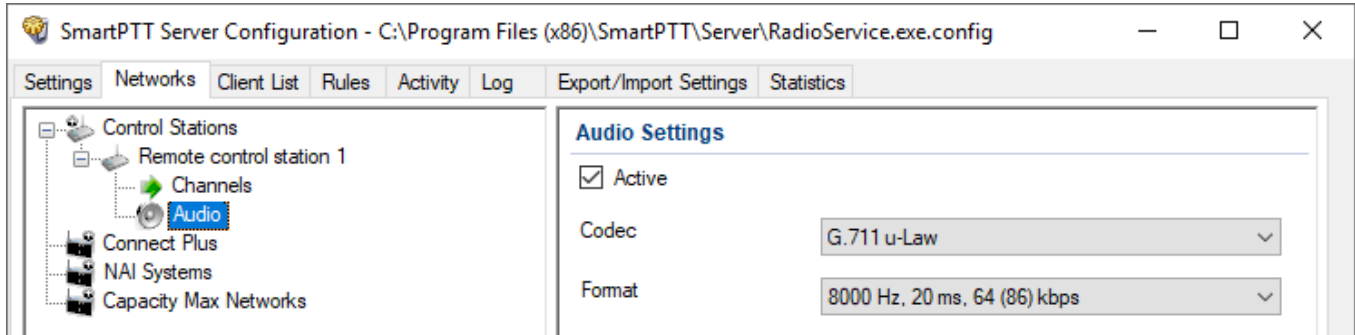 SmartPTT Server Configuration - C:\Program Files (x86)\SmartPTT\Server\RadioService.exe.config
Settings Networks Client List Rules Activity Log Export/Import Settings Statistics
Control Stations
Remote control station 1
Channels
Audio
Connect Plus
NAI Systems
Capacity Max Networks
Audio Settings
Active
Codec G.711 u-Law
Format 8000 Hz, 20 ms, 64 (86) kbps